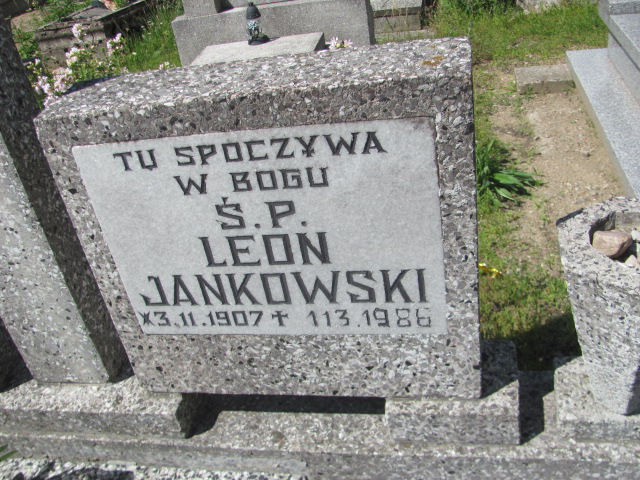 TU SPOCZYWA
W BOGU
Ś.P.
LEON
JANKOWSKI
*3.11.1907 † 11 3.1986